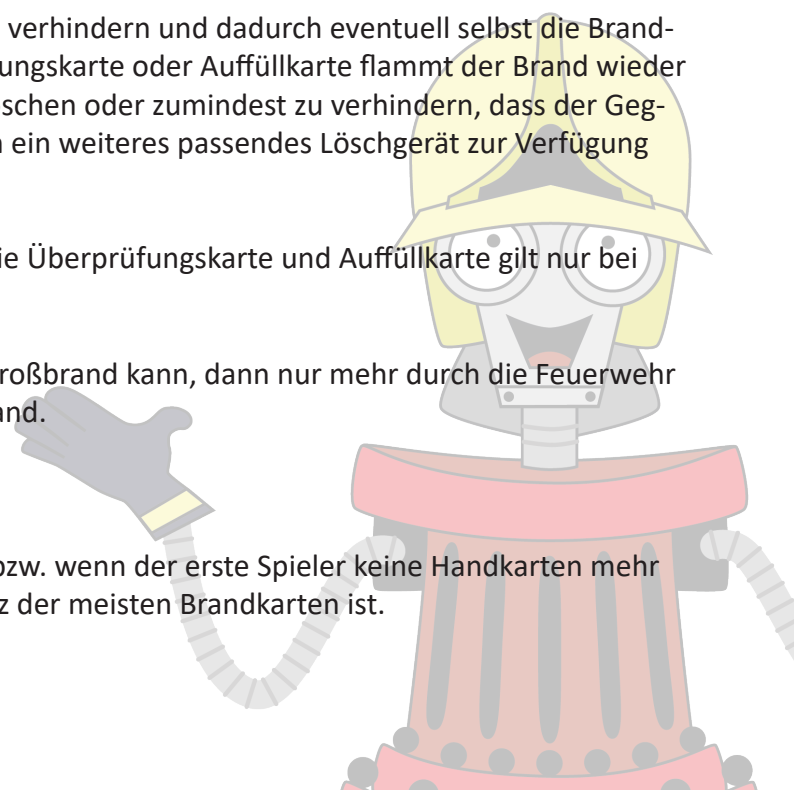 verhindern und dadurch eventuell selbst die Brand-
ungskarte oder Auffüllkarte flammt der Brand wieder
schen oder zumindest zu verhindern, dass der Geg-
ein weiteres passendes Löschgerät zur Verfügung
ie Überprüfungskarte und Auffüllkarte gilt nur bei
roßbrand kann, dann nur mehr durch die Feuerwehr
and.
bzw. wenn der erste Spieler keine Handkarten mehr
z der meisten Brandkarten ist.